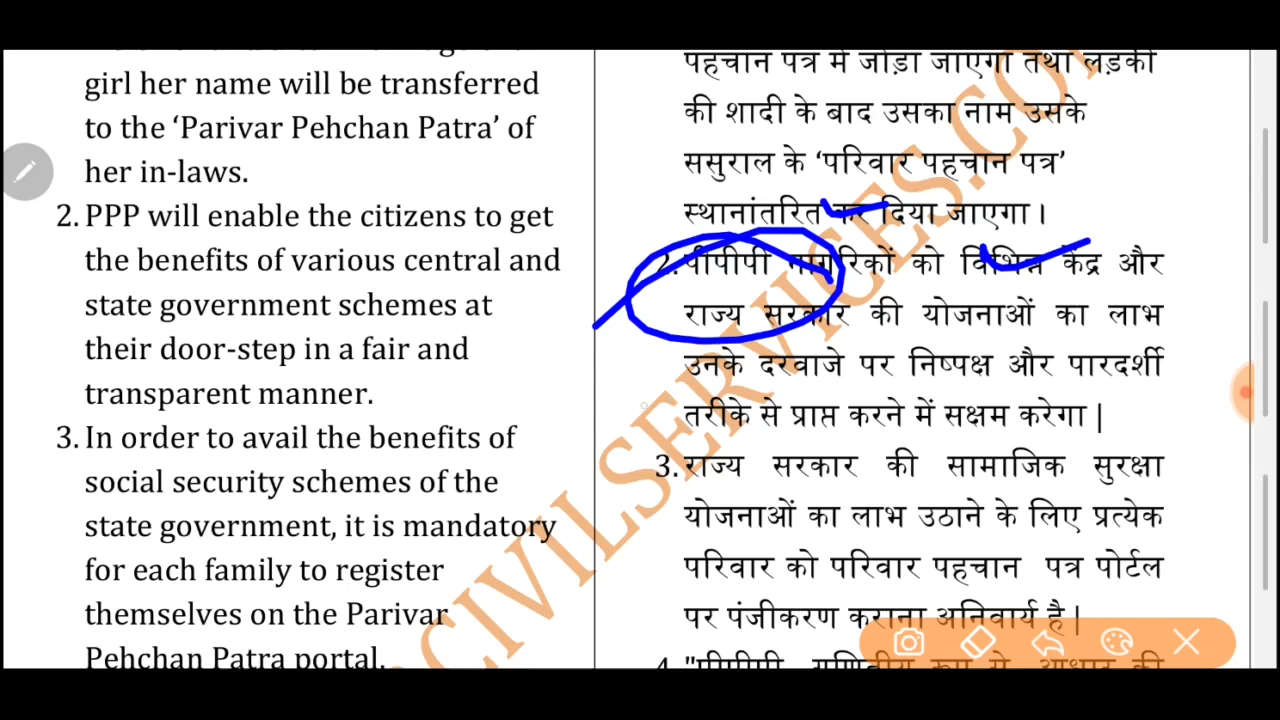 girl her name will be transferred
to the ‘Parivar Pehchan Patra’ of
her in-laws.
2. PPP will enable the citizens to get
the benefits of various central and
state government schemes at
their door-step in a fair and
transparent manner.
3. In order to avail the benefits of
social security schemes of the
state government, it is mandatory
for each family to register
themselves on the Parivar
Pehchan Patra portal.
पहचान पत्र में जोड़ा जाएगा तथा लड़की
की शादी के बाद उसका नाम उसके
ससुराल के ‘परिवार पहचान पत्र’
स्थानांतरित कर दिया जाएगा।
2. पीपीपी नागरिकों को विभिन्न केंद्र और
राज्य सरकार की योजनाओं का लाभ
उनके दरवाजे पर निष्पक्ष और पारदर्शी
तरीके से प्राप्त करने में सक्षम करेगा |
3. राज्य सरकार की सामाजिक सुरक्षा
योजनाओं का लाभ उठाने के लिए प्रत्येक
परिवार को परिवार पहचान पत्र पोर्टल
पर पंजीकरण कराना अनिवार्य है |
4. "पीपीपी
CIVILSERVICES.CO